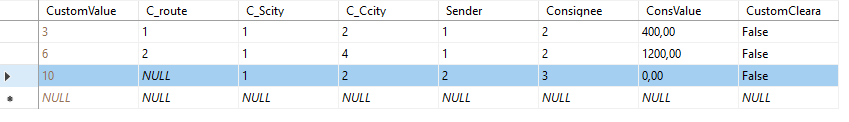 CustomValue C_route C_Scity C_Ccity Sender Consignee ConsValue CustomCleara
3 1 1 2 1 2 400,00 False
6 2 1 4 1 2 1200,00 False
10 NULL 1 2 2 3 0,00 False
NULL NULL NULL NULL NULL NULL NULL NULL